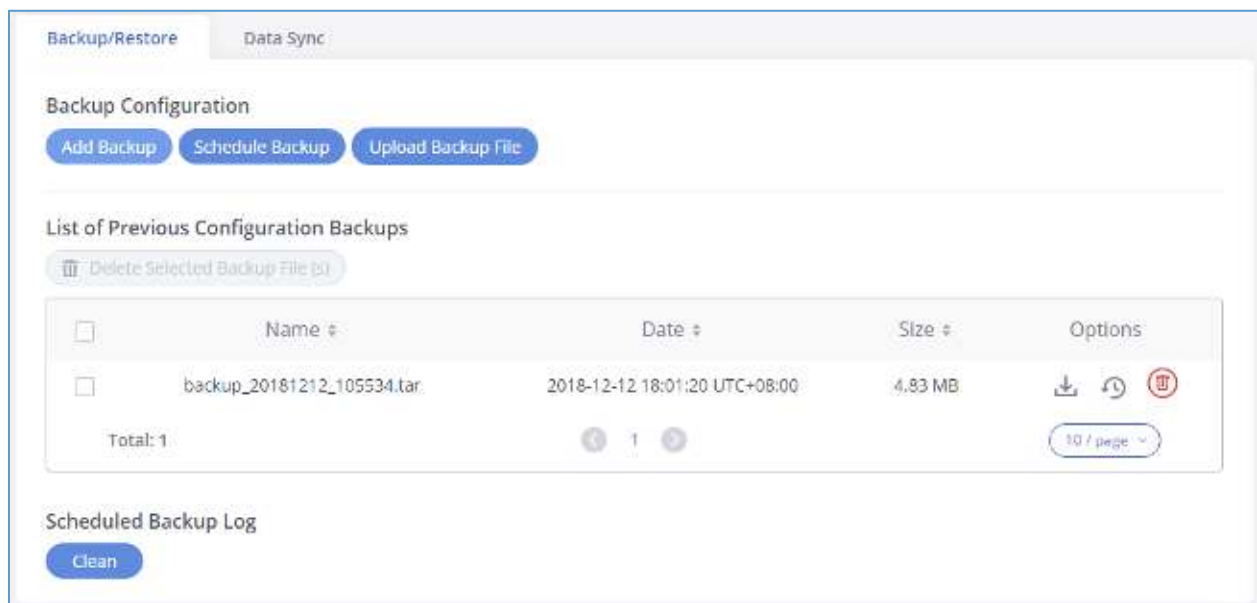 Backup/Restore Data Sync
Backup Configuration
Add Backup Schedule Backup Upload Backup File
List of Previous Configuration Backups
Delete Selected Backup File (s)
Name Date Size Options
backup_20181212_105534.tar 2018-12-12 18:01:20 UTC+08:00 4.83 MB
Total: 1 1 10 / page
Scheduled Backup Log
Clean